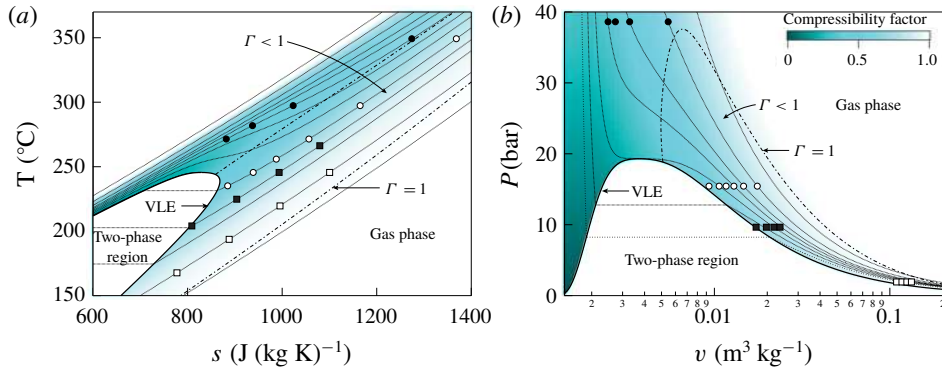 (a)
350
300
250
200
150
T (°C)
600
800
1000
1200
1400
s (J (kg K)⁻¹)
Γ < 1
VLE
Two-phase
region
Γ = 1
Gas phase
(b)
40
30
20
10
0
P (bar)
Compressibility factor
0 0.5 1.0
Gas phase
Γ < 1
Γ = 1
VLE
Two-phase region
2 3 4 5 6 7 8 9 2 3 4 5 6 7 8 9 2
0.01 0.1
v (m³ kg⁻¹)